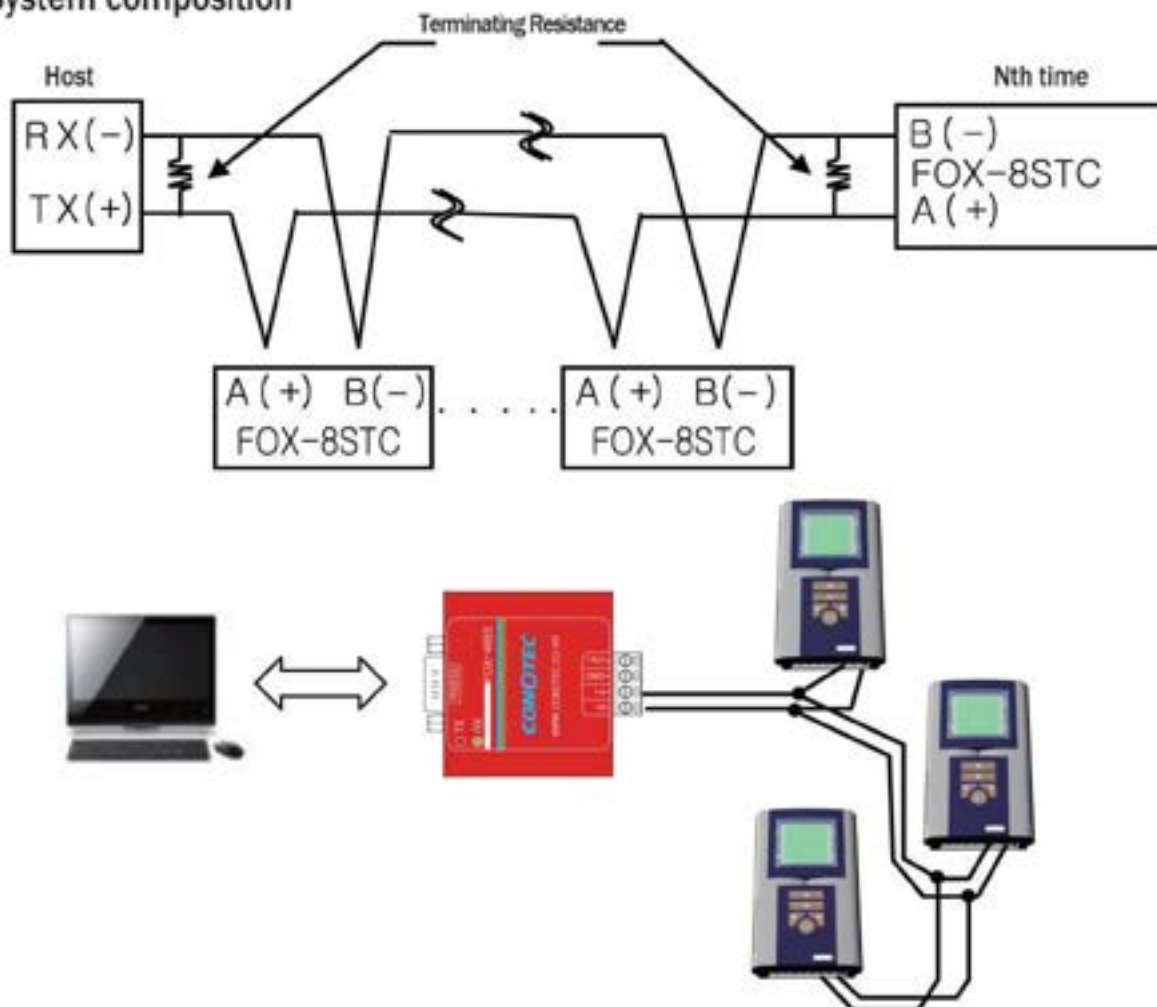 System composition
Terminating Resistance
Host
Nth time
RX(-)
TX(+)
B(-)
FOX-8STC
A(+)
A(+) B(-)
FOX-8STC
. . . . .
A(+) B(-)
FOX-8STC
CONOTEC